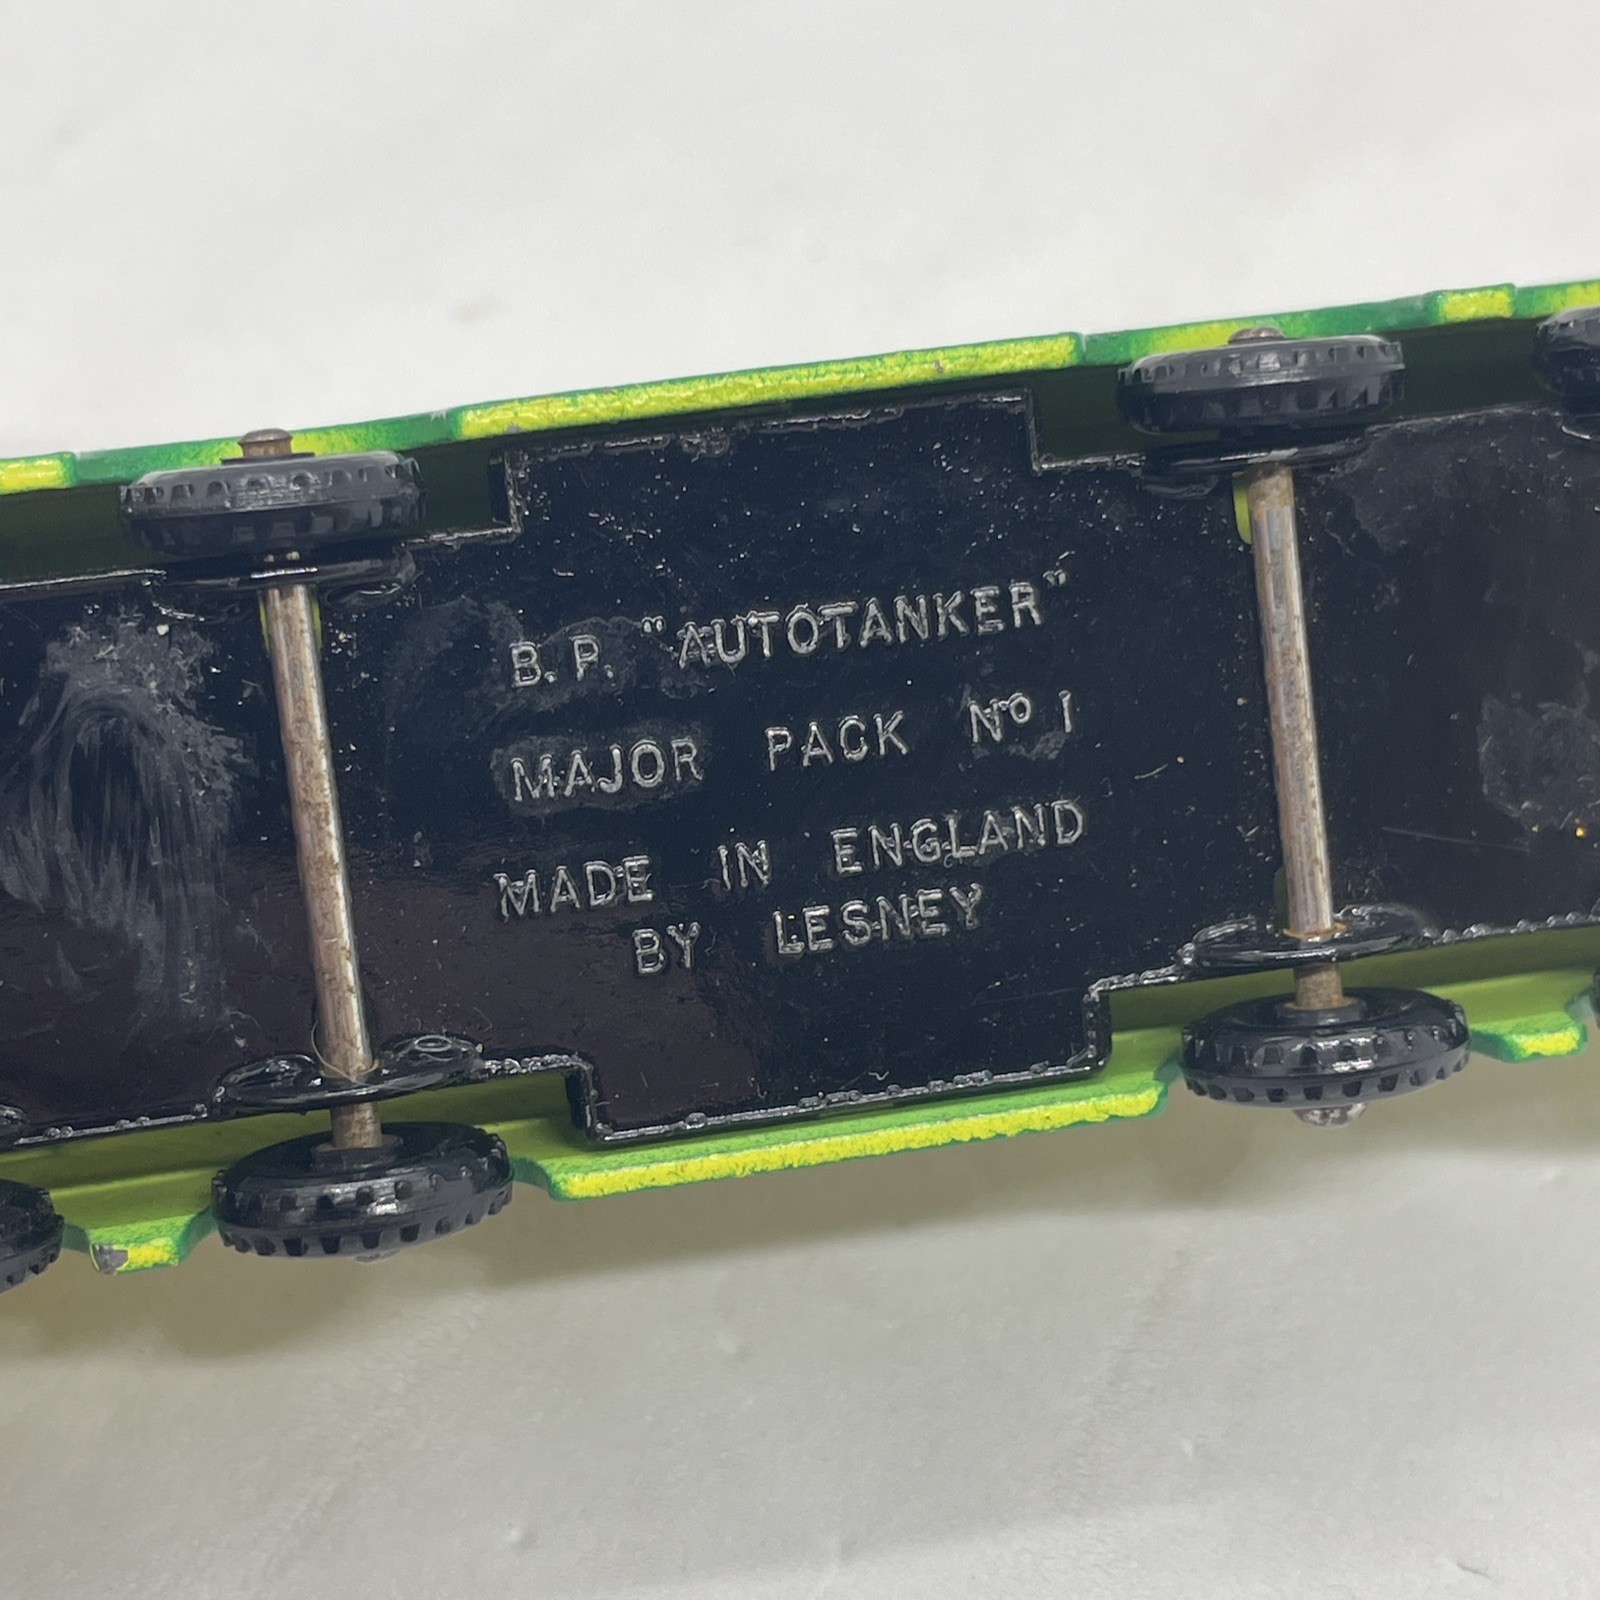 B.P. "AUTOTANKER"
MAJOR PACK Nº 1
MADE IN ENGLAND
BY LESNEY